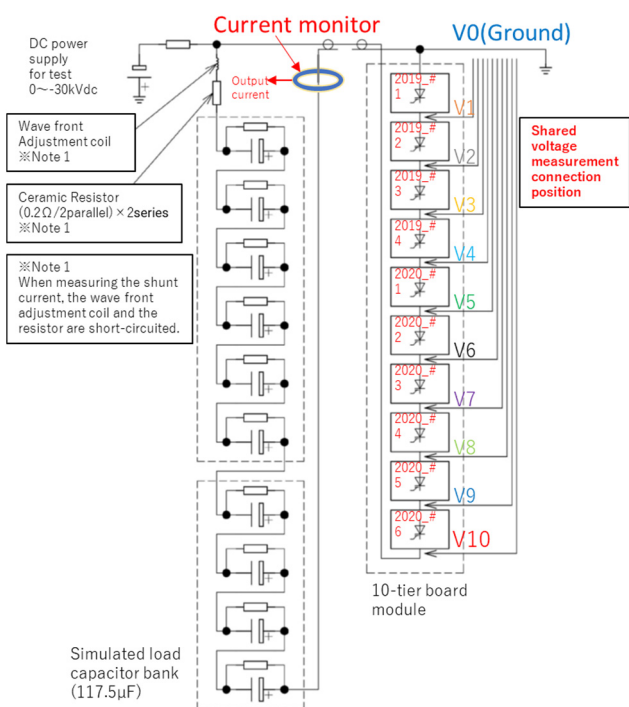 Current monitor
V0(Ground)
DC power
supply
for test
0～-30kVdc
Output
current
Wave front
Adjustment coil
※Note 1
Ceramic Resistor
(0.2Ω/2parallel)×2series
※Note 1
※Note 1
When measuring the shunt
current, the wave front
adjustment coil and the
resistor are short-circuited.
2019_#
1
V1
2019_#
2
V2
2019_#
3
V3
2019_#
4
V4
2020_#
1
V5
2020_#
2
V6
2020_#
3
V7
2020_#
4
V8
2020_#
5
V9
2020_#
6
V10
Shared
voltage
measurement
connection
position
10-tier board
module
Simulated load
capacitor bank
(117.5μF)